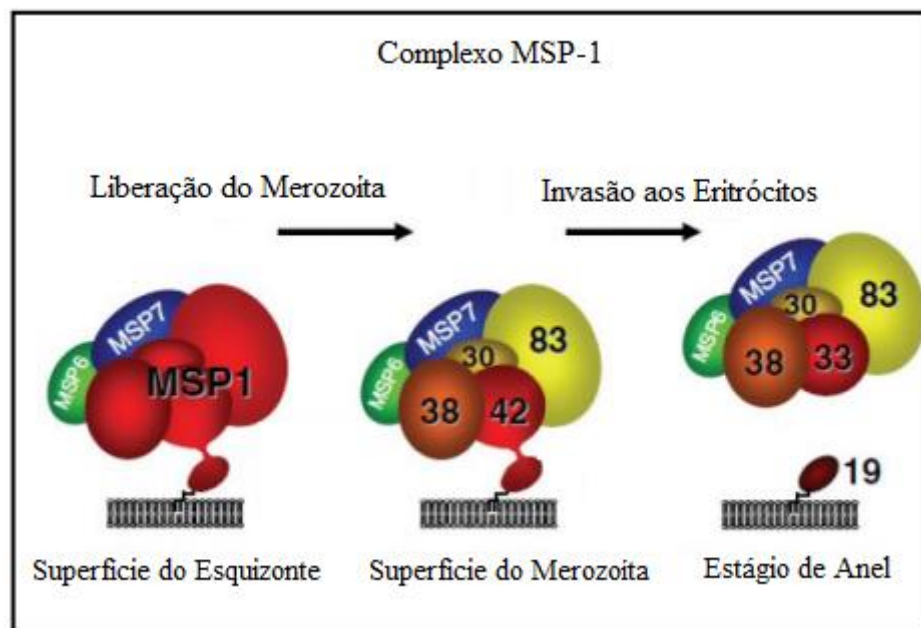 Complexo MSP-1
Liberação do Merozoíta
Invasão aos Eritrócitos
MSP6
MSP7
MSP1
MSP6
MSP7
30
83
38
42
MSP6
MSP7
30
83
38
33
19
Superficie do Esquizonte
Superficie do Merozoita
Estágio de Anel